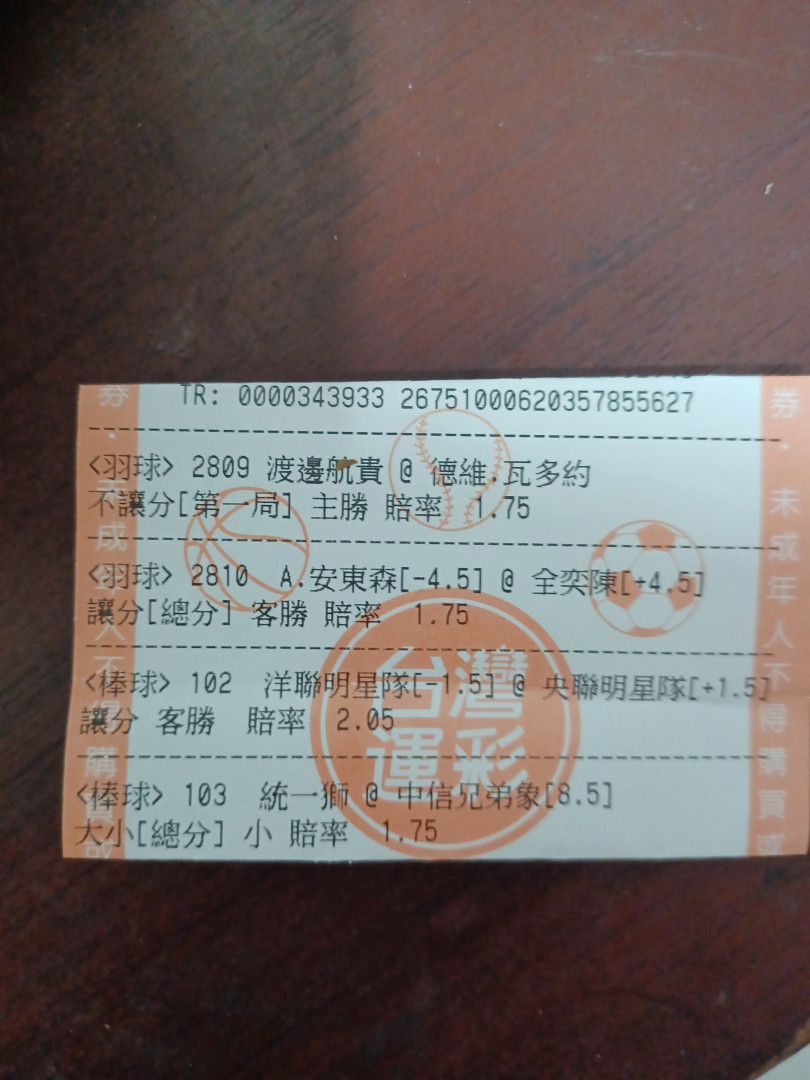 TR: 0000343933 26751000620357855627
<羽球> 2809 渡邊航貴 @ 德維.瓦多約
不讓分[第一局] 主勝 賠率 1.75
<羽球> 2810 A.安東森[-4.5] @ 全奕陳[+4.5]
讓分[總分] 客勝 賠率 1.75
<棒球> 102 洋聯明星隊[-1.5] @ 央聯明星隊[+1.5]
讓分 客勝 賠率 2.05
<棒球> 103 統一獅 @ 中信兄弟象[8.5]
大小[總分] 小 賠率 1.75
台灣
運彩
券.未成年人不得購買或